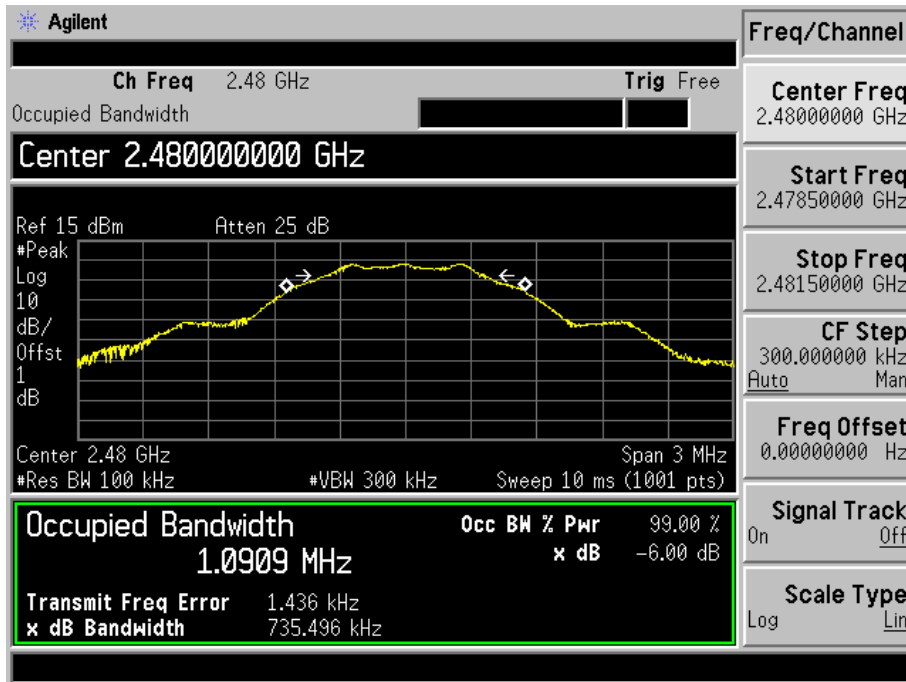 Agilent
Freq/Channel
Ch Freq 2.48 GHz Trig Free
Occupied Bandwidth
Center 2.480000000 GHz
Ref 15 dBm Atten 25 dB
#Peak
Log
10
dB/
Offst
1
dB
Center 2.48 GHz Span 3 MHz
#Res BW 100 kHz #VBW 300 kHz Sweep 10 ms (1001 pts)
Occupied Bandwidth Occ BW % Pwr 99.00 %
1.0909 MHz x dB -6.00 dB
Transmit Freq Error 1.436 kHz
x dB Bandwidth 735.496 kHz
Center Freq
2.48000000 GHz
Start Freq
2.47850000 GHz
Stop Freq
2.48150000 GHz
CF Step
300.000000 kHz
Auto Man
Freq Offset
0.00000000 Hz
Signal Track
On Off
Scale Type
Log Lin